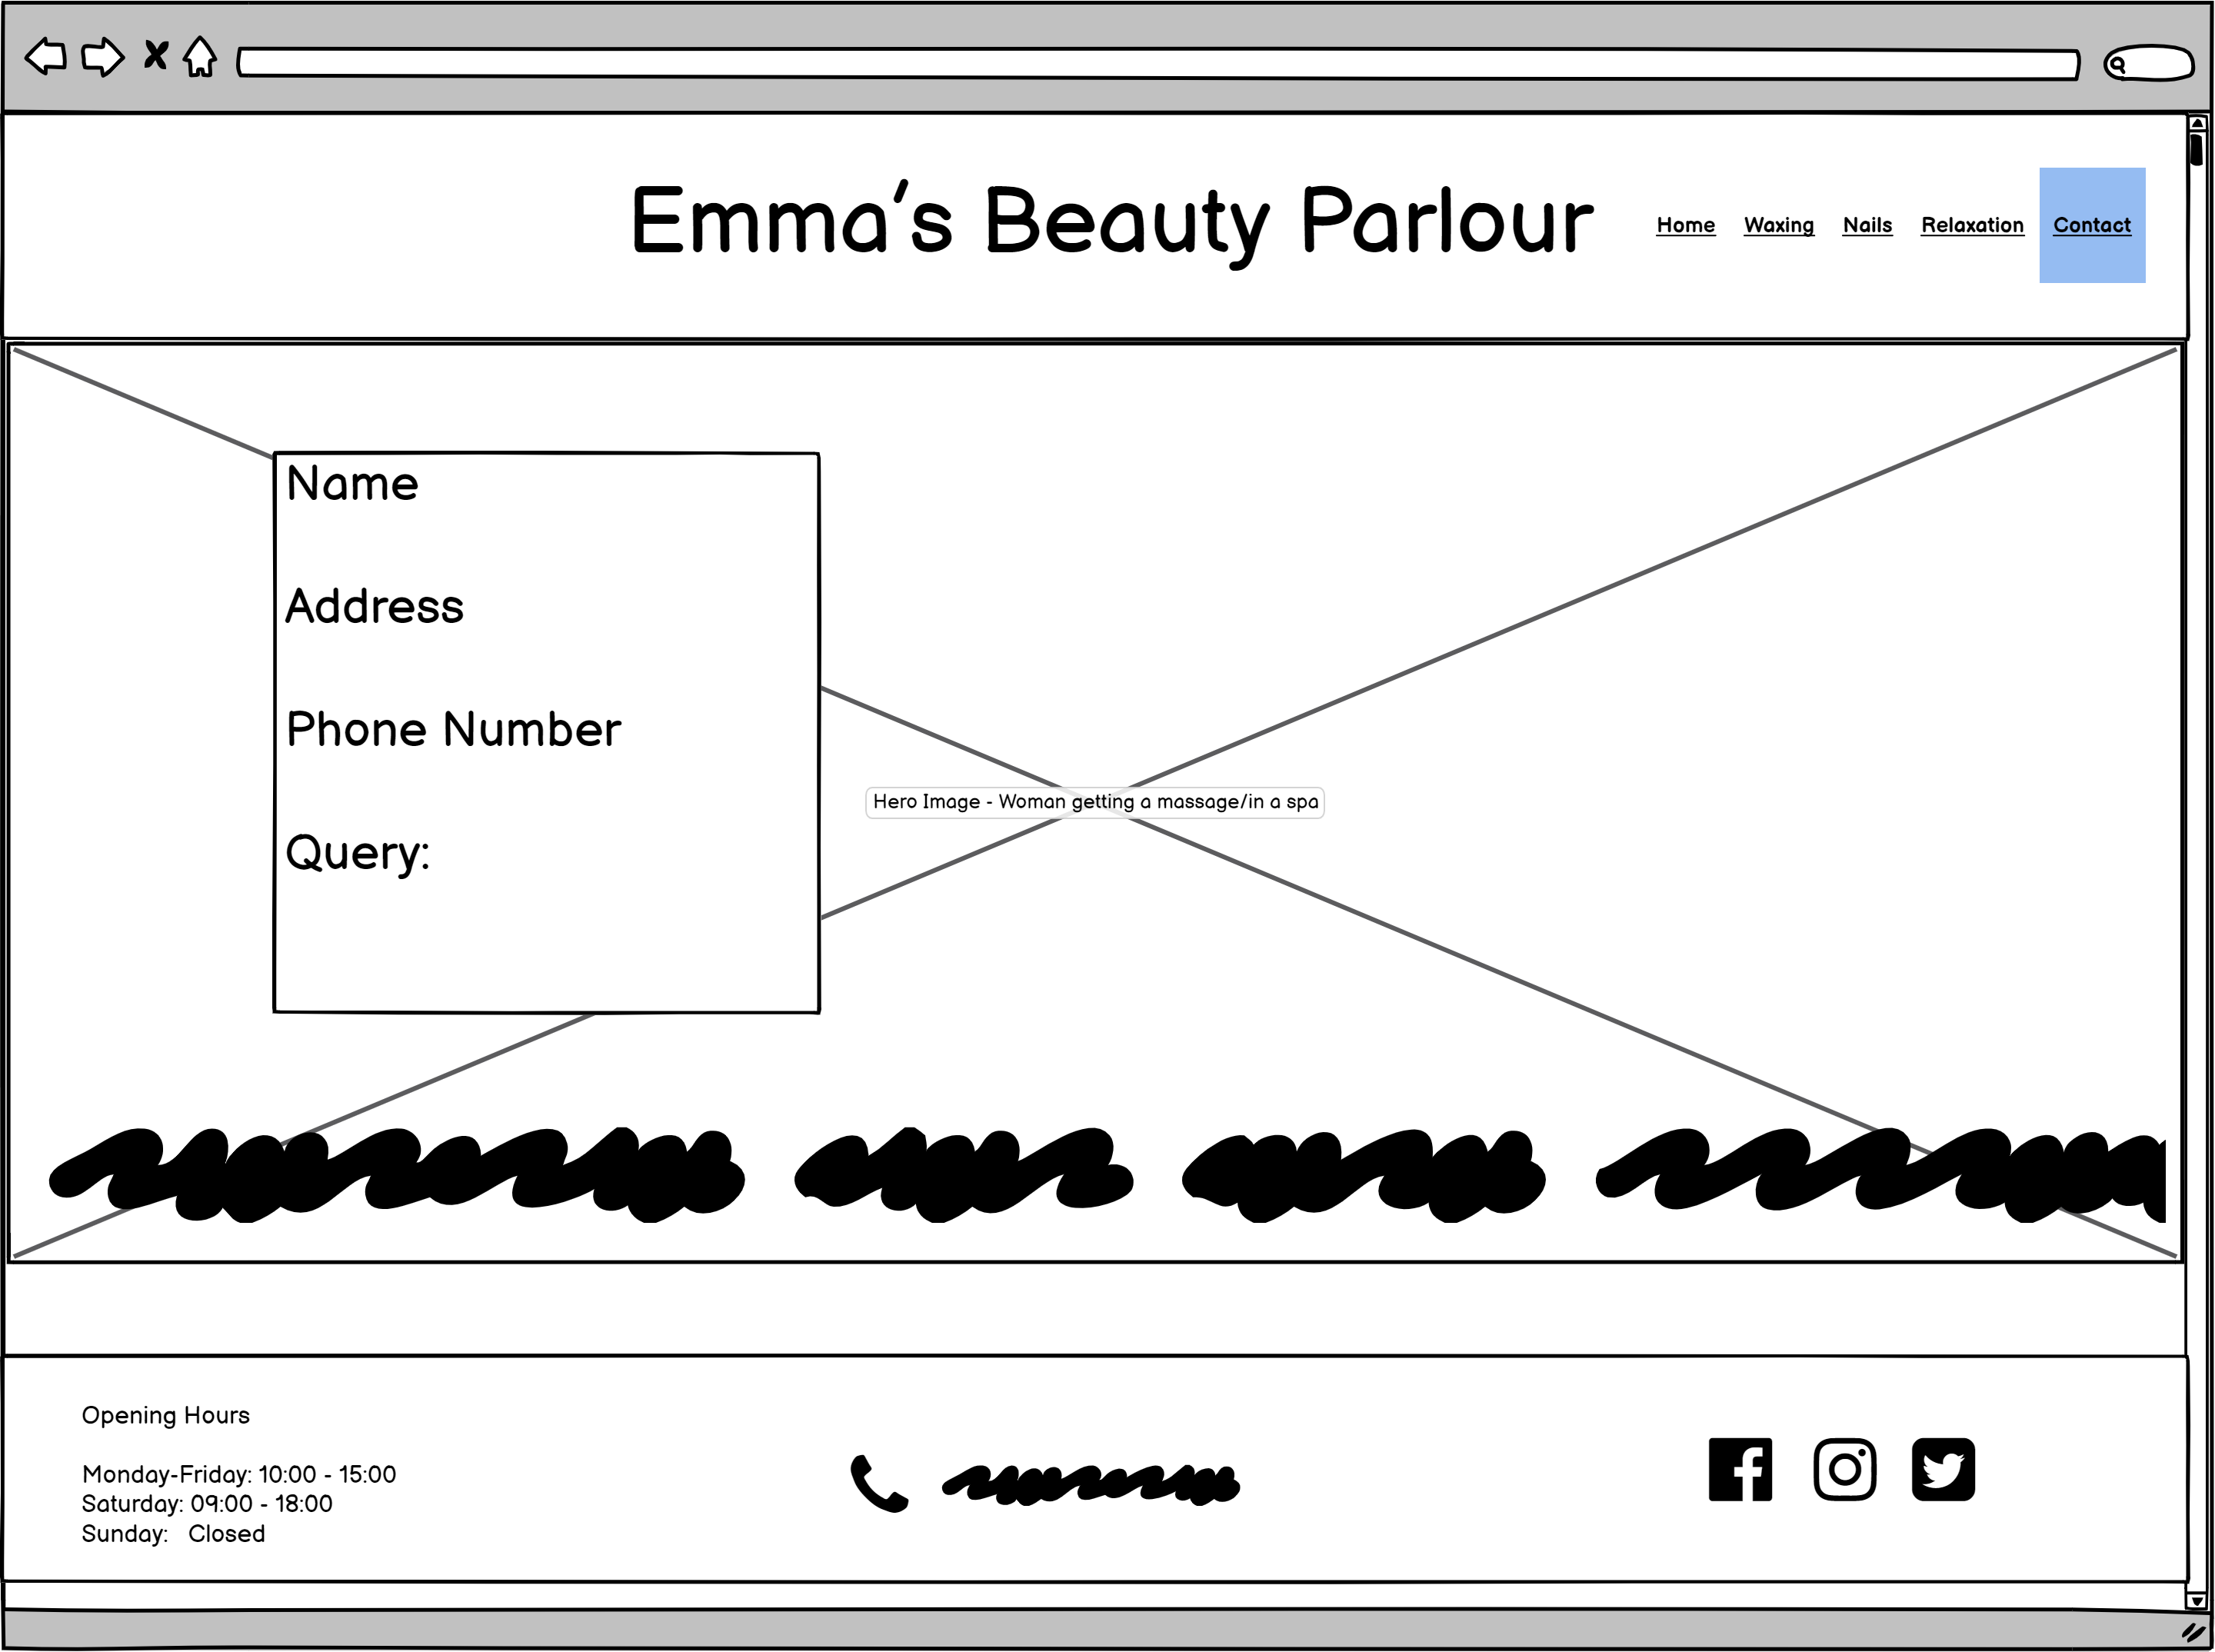 Emma's Beauty Parlour
Home Waxing Nails Relaxation Contact
Name
Address
Phone Number
Hero Image - Woman getting a massage/in a spa
Query:
Opening Hours
Monday-Friday: 10:00 - 15:00
Saturday: 09:00 - 18:00
Sunday: Closed